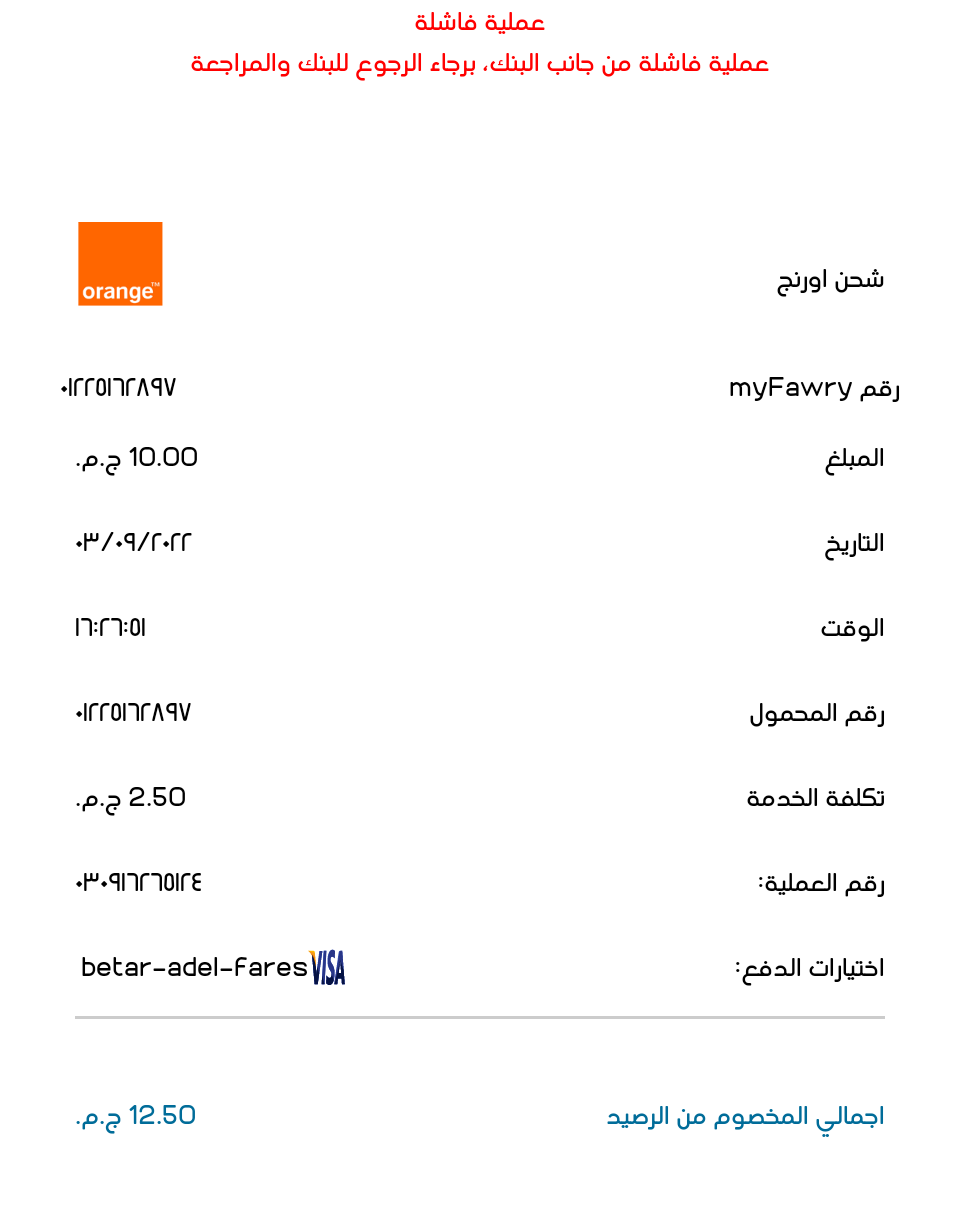 عملية فاشلة
عملية فاشلة من جانب البنك، برجاء الرجوع للبنك والمراجعة
orange™
شحن اورنج
رقم myFawry ٠١٢٢٥١٦٢٨٩٧
المبلغ 10.00 ج.م.
التاريخ ٠٣/٠٩/٢٠٢٢
الوقت ١٦:٢٦:٥١
رقم المحمول ٠١٢٢٥١٦٢٨٩٧
تكلفة الخدمة 2.50 ج.م.
رقم العملية: ٠٣٠٩١٦٢٦٥١٢٤
اختيارات الدفع: betar-adel-fares VISA
اجمالي المخصوم من الرصيد 12.50 ج.م.